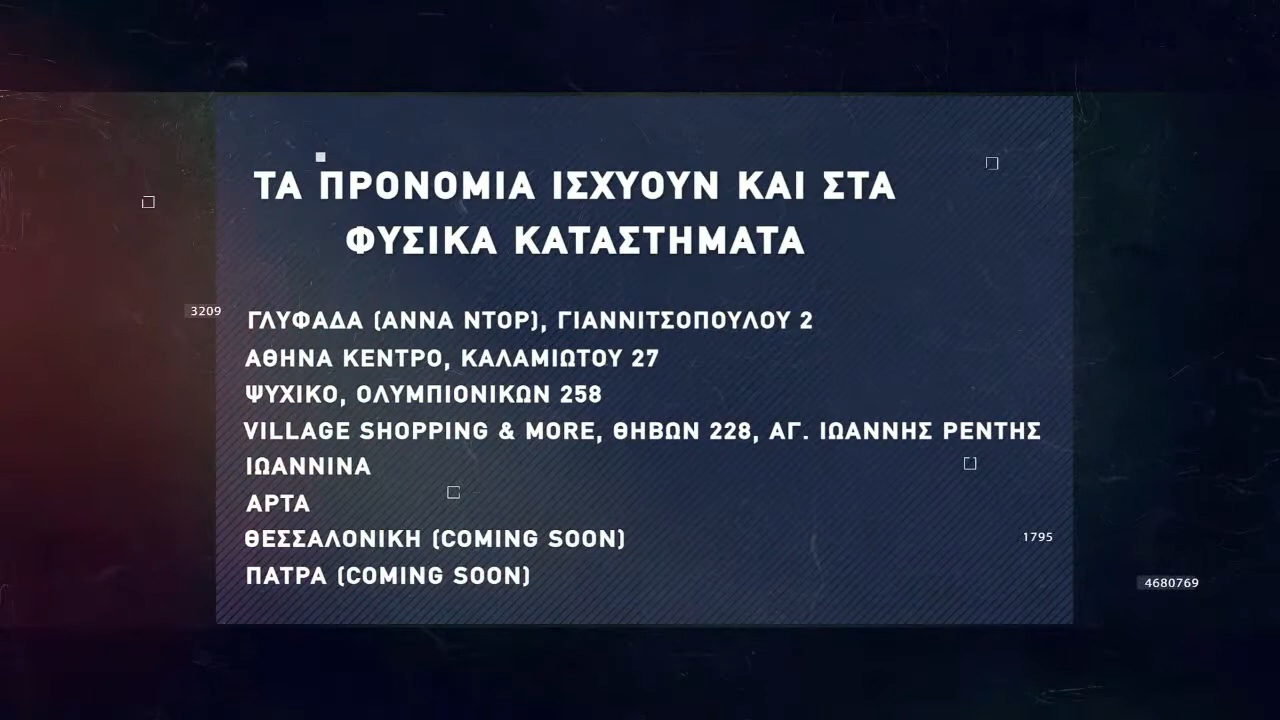 ΤΑ ΠΡΟΝΟΜΙΑ ΙΣΧΥΟΥΝ ΚΑΙ ΣΤΑ
ΦΥΣΙΚΑ ΚΑΤΑΣΤΗΜΑΤΑ
3209
ΓΛΥΦΑΔΑ (ΑΝΝΑ ΝΤΟΡ), ΓΙΑΝΝΙΤΣΟΠΟΥΛΟΥ 2
ΑΘΗΝΑ ΚΕΝΤΡΟ, ΚΑΛΑΜΙΩΤΟΥ 27
ΨΥΧΙΚΟ, ΟΛΥΜΠΙΟΝΙΚΩΝ 258
VILLAGE SHOPPING & MORE, ΘΗΒΩΝ 228, ΑΓ. ΙΩΑΝΝΗΣ ΡΕΝΤΗΣ
ΙΩΑΝΝΙΝΑ
ΑΡΤΑ
ΘΕΣΣΑΛΟΝΙΚΗ (COMING SOON)
1795
ΠΑΤΡΑ (COMING SOON)
4680769